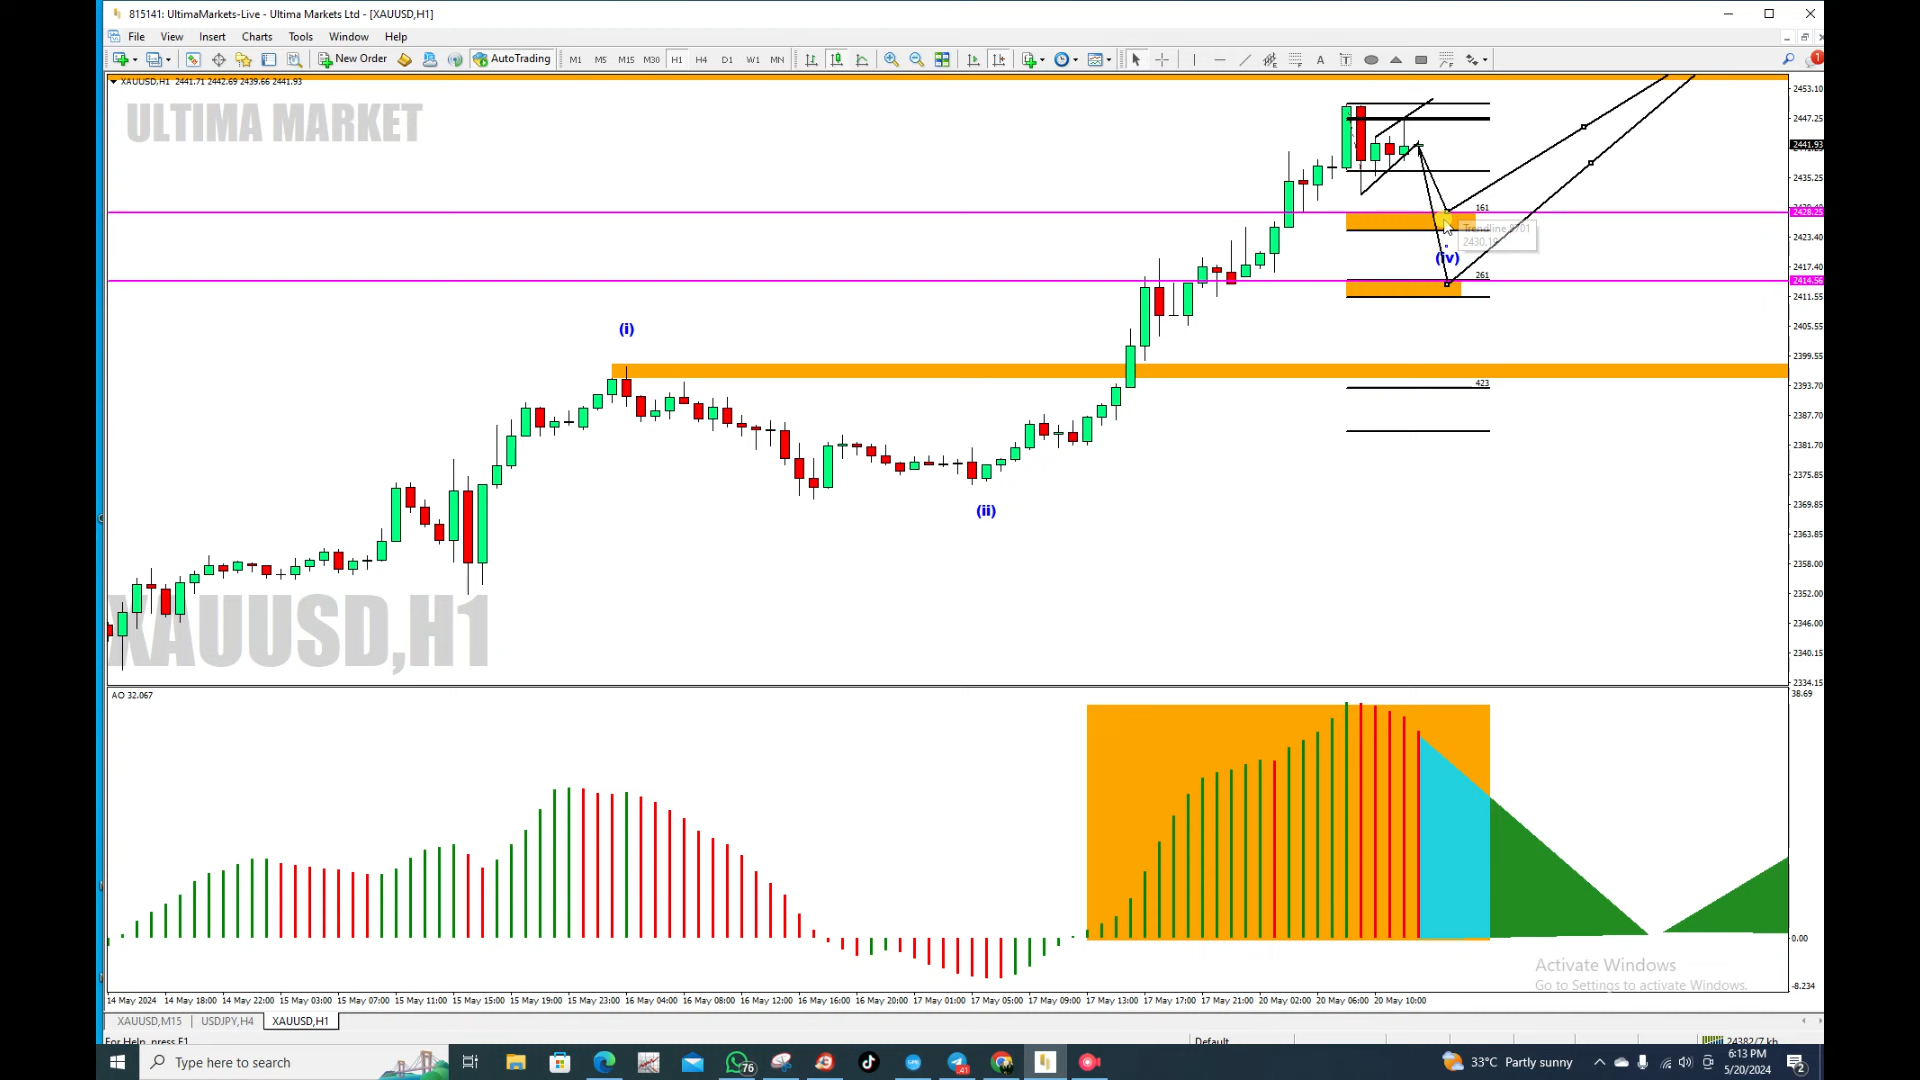 815141: UltimaMarkets-Live - Ultima Markets Ltd - [XAUUSD,H1]
File View Insert Charts Tools Window Help
New Order AutoTrading M1 M5 M15 M30 H1 H4 D1 W1 MN A T 1
XAUUSD,H1 2441.71 2442.69 2439.66 2441.93
ULTIMA MARKET
2453.10
2447.25
2441.93
2435.25
161
2428.25
Trendline
2423.40
(iv)
2417.40
261
2414.56
2411.55
(i)
2405.55
2399.55
423
2393.70
2387.70
2381.70
2375.85
(ii)
2369.85
2363.85
2358.00
2352.00
XAUUSD,H1
2346.00
2340.15
2334.15
AO 32.067
38.69
0.00
Activate Windows
Go to Settings to activate Windows.
-8.234
14 May 2024 14 May 18:00 14 May 22:00 15 May 03:00 15 May 07:00 15 May 11:00 15 May 15:00 15 May 19:00 15 May 23:00 16 May 04:00 16 May 08:00 16 May 12:00 16 May 16:00 16 May 20:00 17 May 01:00 17 May 05:00 17 May 09:00 17 May 13:00 17 May 17:00 17 May 21:00 20 May 02:00 20 May 06:00 20 May 10:00
XAUUSD,M15 USDJPY,H4 XAUUSD,H1
For Help, press F1 Default 24382/7 kb
Type here to search 76 41 33°C Partly sunny 6:13 PM
5/20/2024 2